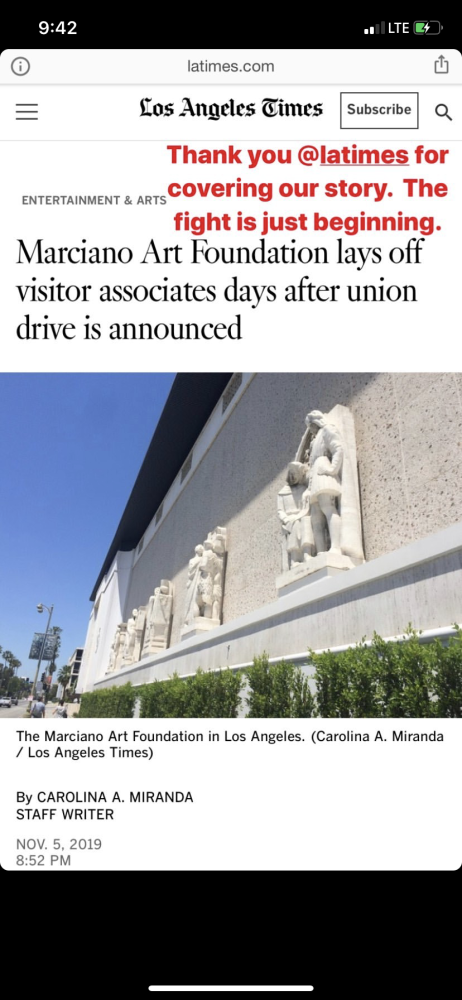 9:42
LTE
latimes.com
Los Angeles Times
Subscribe
Thank you @latimes for
covering our story. The
fight is just beginning.
ENTERTAINMENT & ARTS
Marciano Art Foundation lays off
visitor associates days after union
drive is announced
The Marciano Art Foundation in Los Angeles. (Carolina A. Miranda
/ Los Angeles Times)
By CAROLINA A. MIRANDA
STAFF WRITER
NOV. 5, 2019
8:52 PM